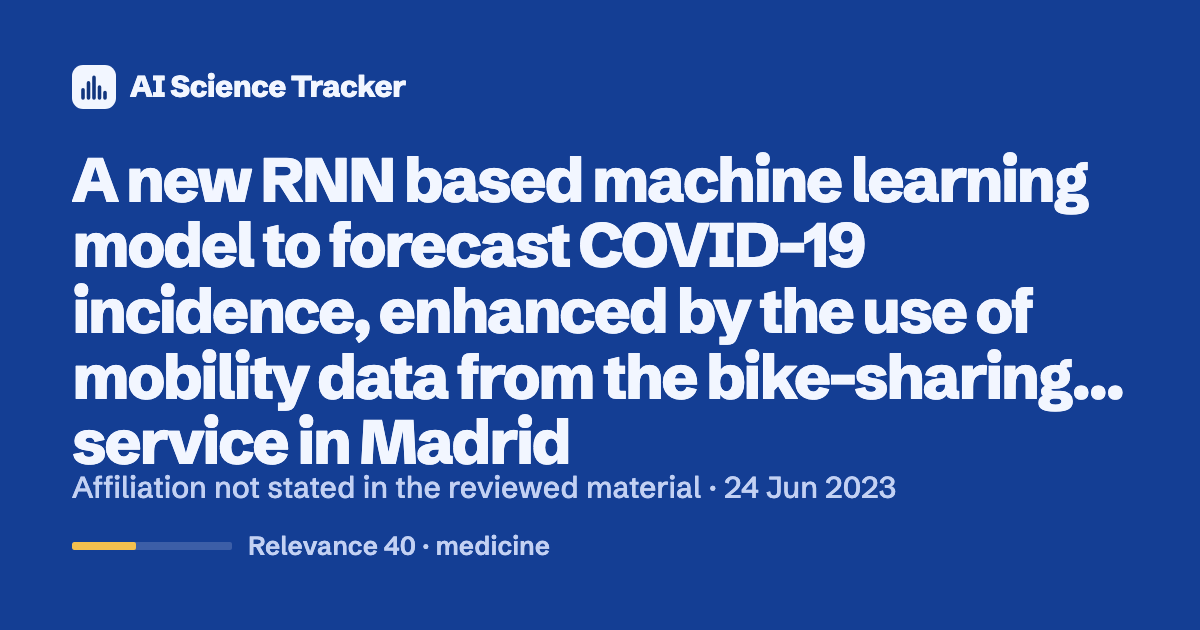 AI Science Tracker
A new RNN based machine learning
model to forecast COVID-19
incidence, enhanced by the use of
mobility data from the bike-sharing...
service in Madrid
Affiliation not stated in the reviewed material · 24 Jun 2023
Relevance 40 · medicine